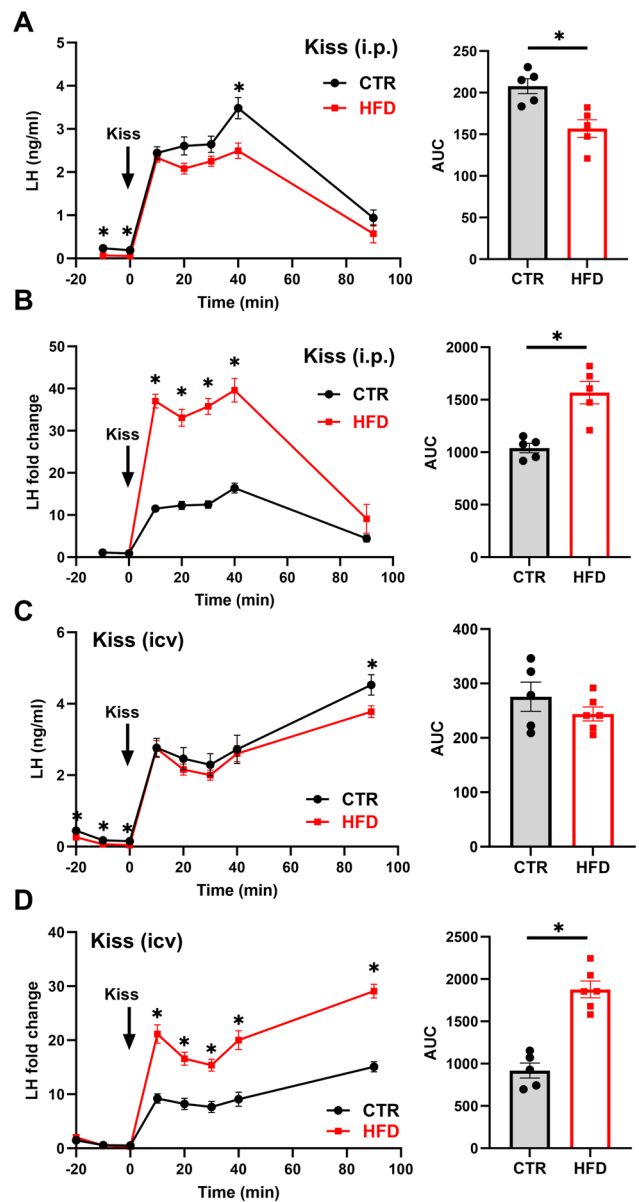 A
Kiss (i.p.)
CTR
HFD
Kiss
LH (ng/ml)
5
4
3
2
1
0
* * *
-20 0 20 40 60 80 100
Time (min)
*
AUC
250
200
150
100
50
0
CTR HFD
B
Kiss (i.p.)
CTR
HFD
Kiss
LH fold change
50
40
30
20
10
0
* * * *
-20 0 20 40 60 80 100
Time (min)
*
AUC
2000
1500
1000
500
0
CTR HFD
C
Kiss (icv)
Kiss
CTR
HFD
LH (ng/ml)
6
4
2
0
* * * *
-20 0 20 40 60 80 100
Time (min)
AUC
400
300
200
100
0
CTR HFD
D
Kiss (icv)
Kiss
CTR
HFD
LH fold change
40
30
20
10
0
* * * * *
-20 0 20 40 60 80 100
Time (min)
*
AUC
2500
2000
1500
1000
500
0
CTR HFD